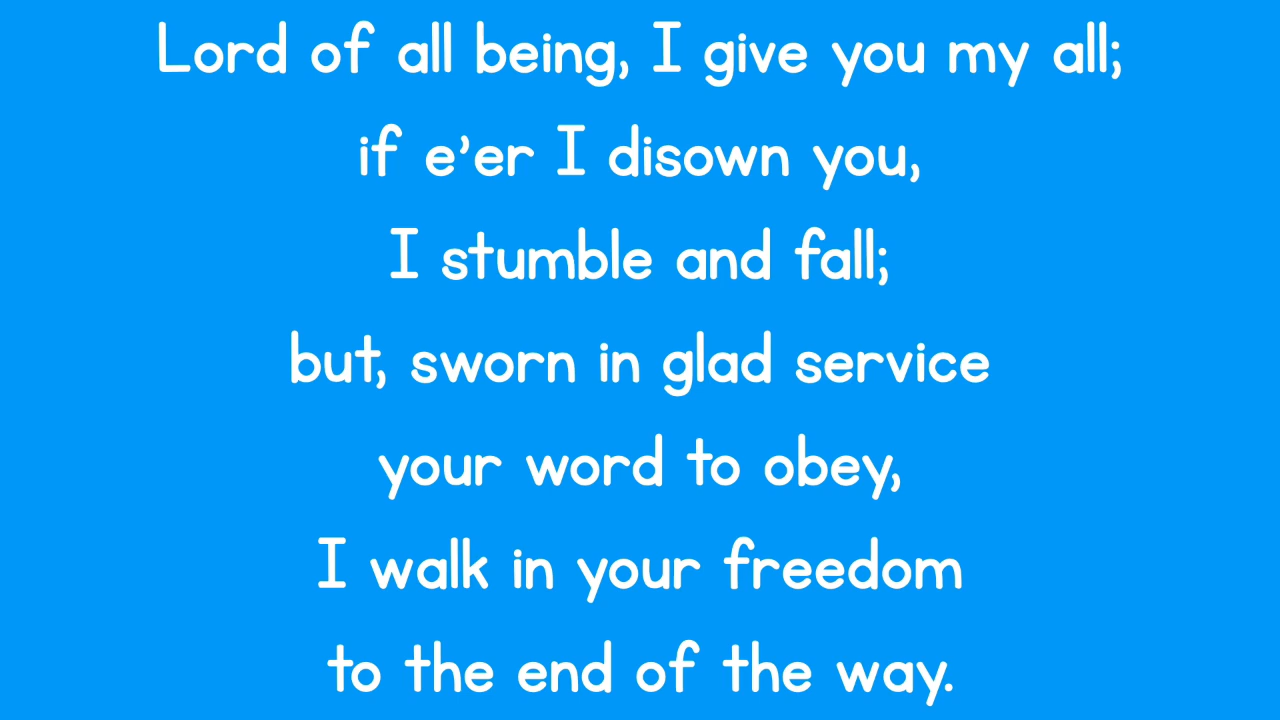 Lord of all being, I give you my all;
if e’er I disown you,
I stumble and fall;
but, sworn in glad service
your word to obey,
I walk in your freedom
to the end of the way.